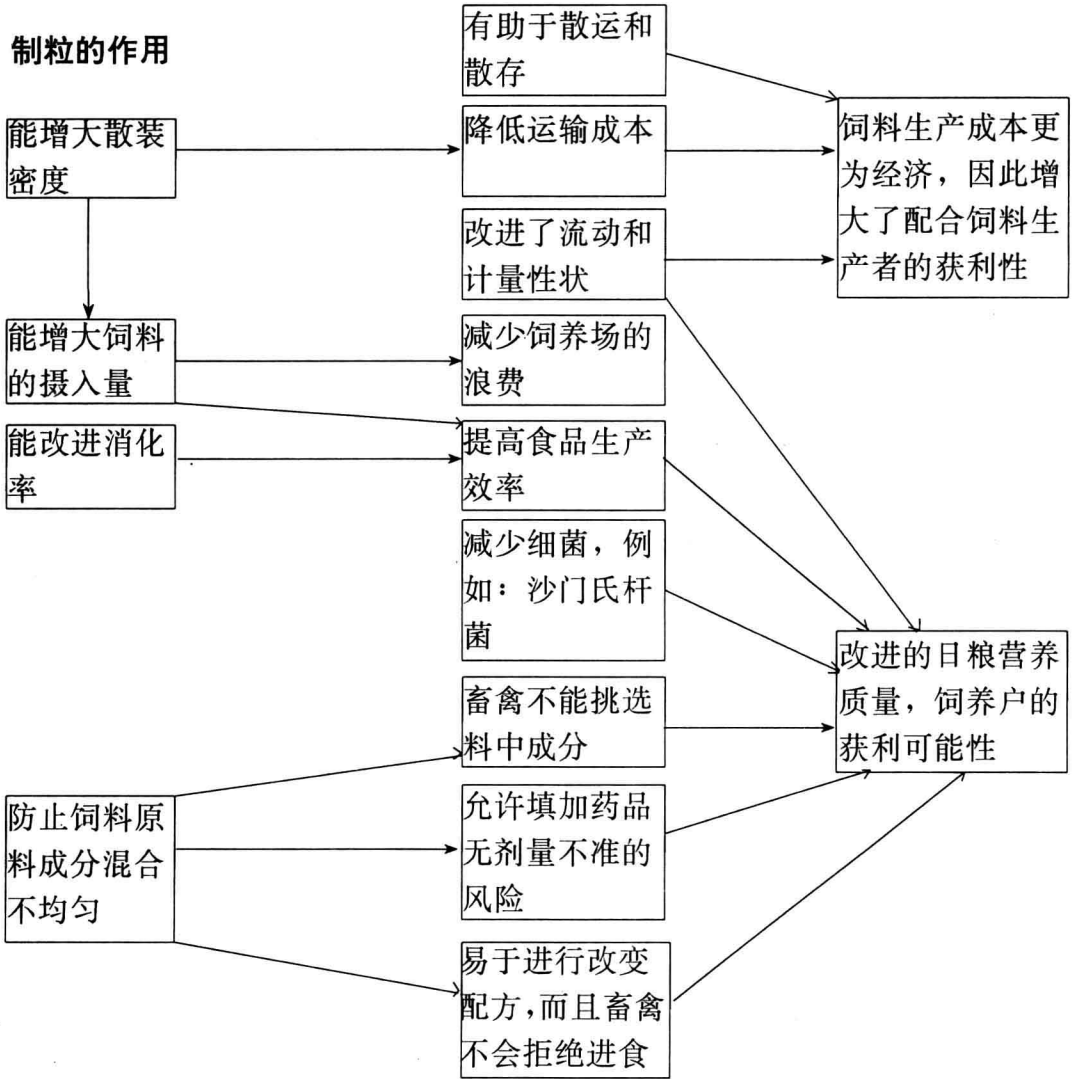 制粒的作用
有助于散运和
散存
能增大散装
密度
降低运输成本
饲料生产成本更
为经济，因此增
大了配合饲料生
产者的获利性
改进了流动和
计量性状
能增大饲料
的摄入量
减少饲养场的
浪费
能改进消化
率
提高食品生产
效率
减少细菌，例
如：沙门氏杆
菌
改进的日粮营养
质量，饲养户的
获利可能性
畜禽不能挑选
料中成分
防止饲料原
料成分混合
不均匀
允许填加药品
无剂量不准的
风险
易于进行改变
配方,而且畜禽
不会拒绝进食